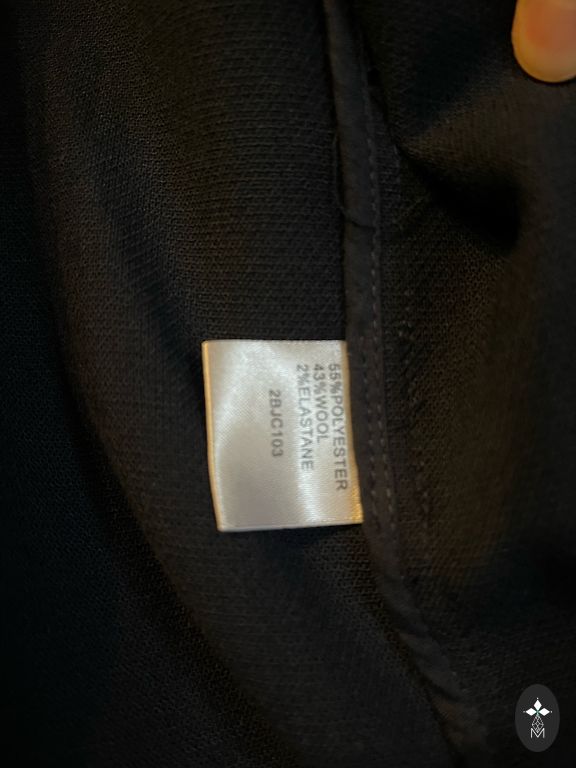 55%POLYESTER
43%WOOL
2%ELASTANE
2BJC103